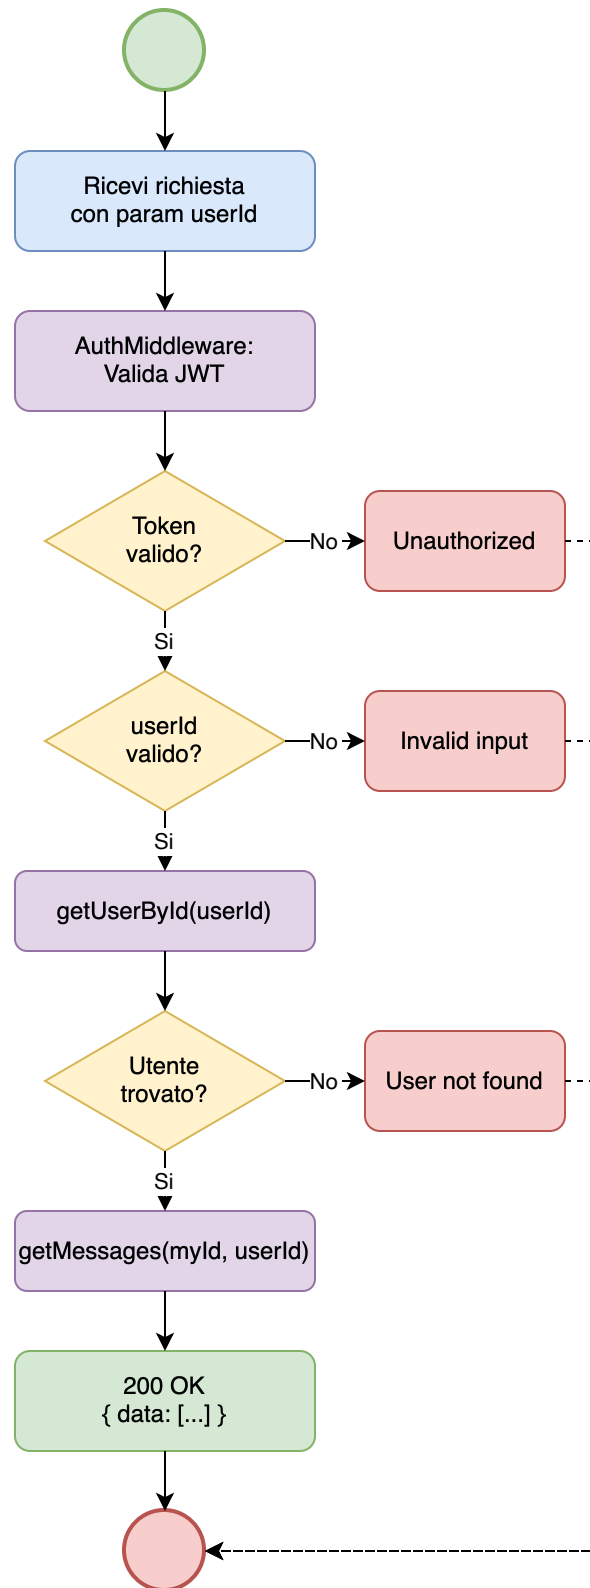 Ricevi richiesta
con param userId
AuthMiddleware:
Valida JWT
Token
valido?
No
Unauthorized
Si
userId
valido?
No
Invalid input
Si
getUserById(userId)
Utente
trovato?
No
User not found
Si
getMessages(myId, userId)
200 OK
{ data: [...] }